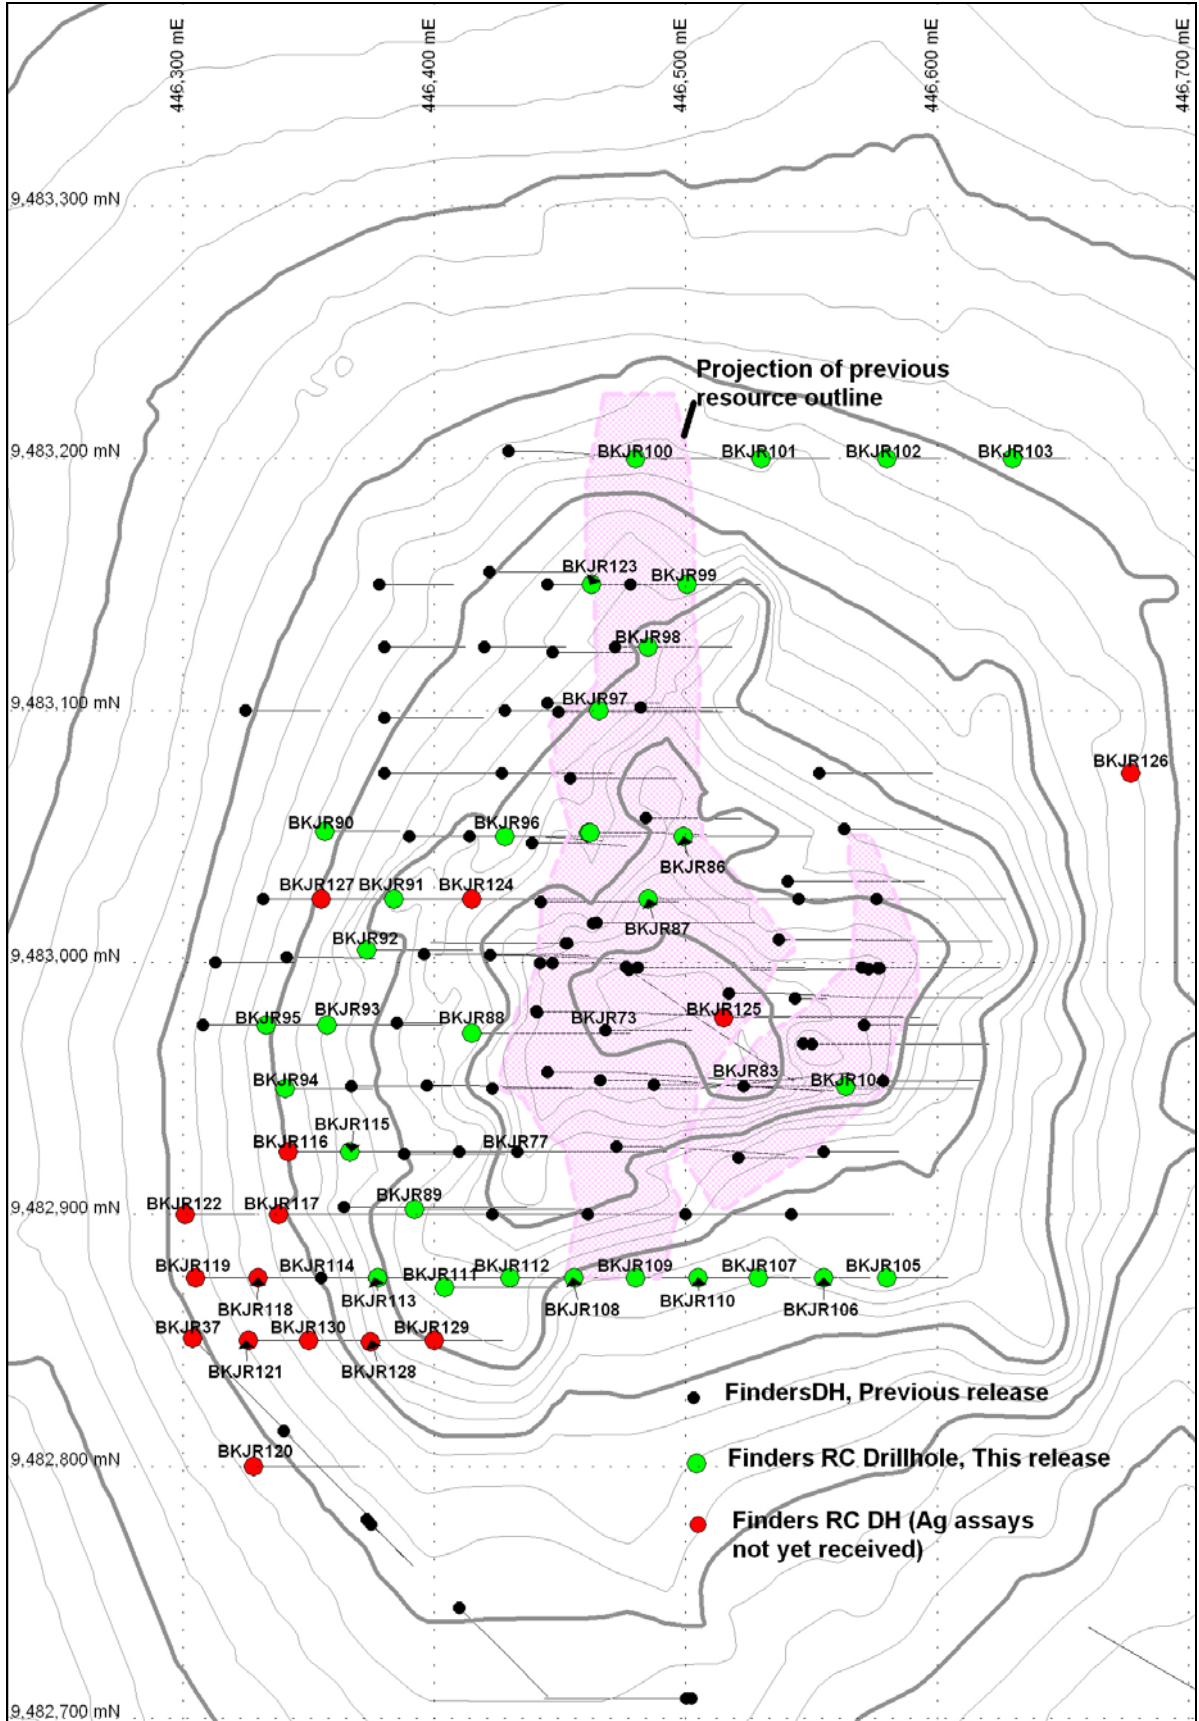 446,300 mE
446,400 mE
446,500 mE
446,600 mE
446,700 mE
9,483,300 mN
Projection of previous
resource outline
9,483,200 mN
BKJR100
BKJR101
BKJR102
BKJR103
BKJR123
BKJR99
BKJR98
9,483,100 mN
BKJR97
BKJR126
BKJR90
BKJR96
BKJR86
BKJR127
BKJR91
BKJR124
BKJR87
BKJR92
9,483,000 mN
BKJR95
BKJR93
BKJR88
BKJR73
BKJR125
BKJR94
BKJR83
BKJR104
BKJR115
BKJR116
BKJR77
9,482,900 mN
BKJR122
BKJR117
BKJR89
BKJR119
BKJR114
BKJR111
BKJR112
BKJR109
BKJR107
BKJR105
BKJR118
BKJR113
BKJR108
BKJR110
BKJR106
BKJR37
BKJR130
BKJR129
BKJR121
BKJR128
FindersDH, Previous release
9,482,800 mN
BKJR120
Finders RC Drillhole, This release
Finders RC DH (Ag assays
not yet received)
9,482,700 mN